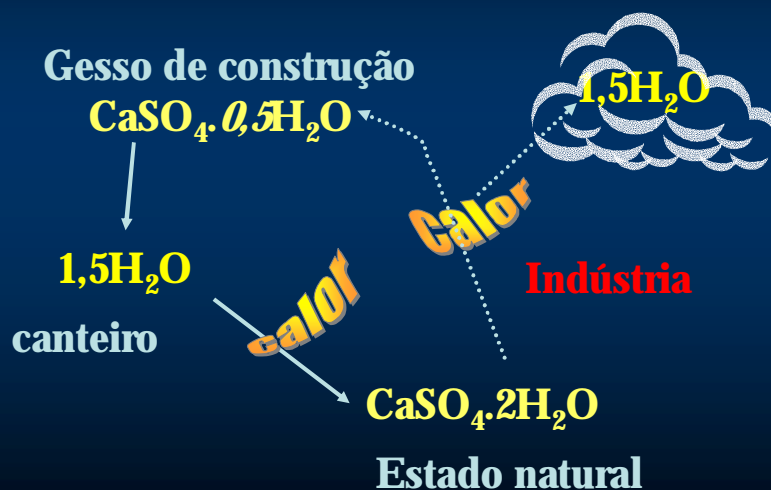 Gesso de construção
CaSO₄.0,5H₂O
1,5H₂O
Calor
1,5H₂O
calor
Indústria
canteiro
CaSO₄.2H₂O
Estado natural